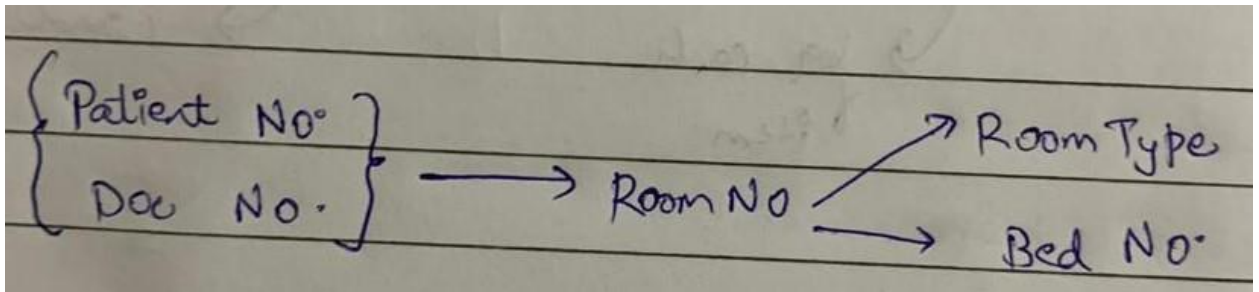 Patient No.
Doc No.
Room NO
Room Type
Bed No.